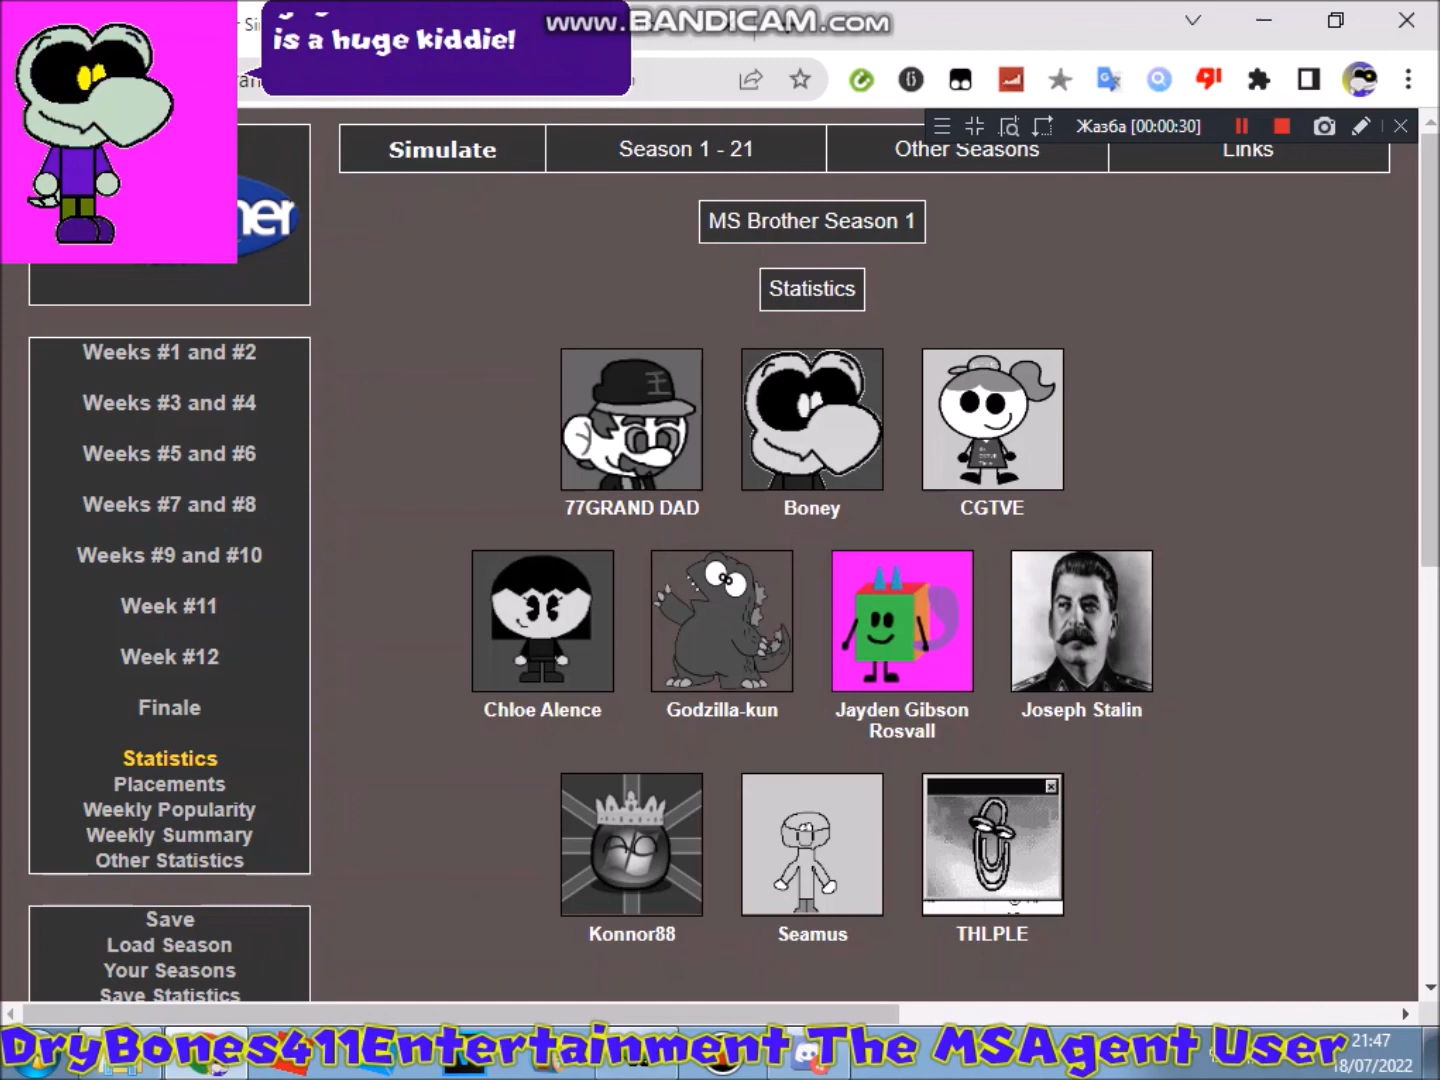 is a huge kiddie!
www.BANDICAM.com
Жазба [00:00:30]
Simulate
Season 1 - 21
Other Seasons
Links
MS Brother Season 1
Statistics
Weeks #1 and #2
Weeks #3 and #4
Weeks #5 and #6
Weeks #7 and #8
Weeks #9 and #10
Week #11
Week #12
Finale
Statistics
Placements
Weekly Popularity
Weekly Summary
Other Statistics
Save
Load Season
Your Seasons
Save Statistics
77GRAND DAD
Boney
CGTVE
Chloe Alence
Godzilla-kun
Jayden Gibson
Rosvall
Joseph Stalin
Konnor88
Seamus
THLPLE
DryBones411Entertainment The MSAgent User
21:47
18/07/2022